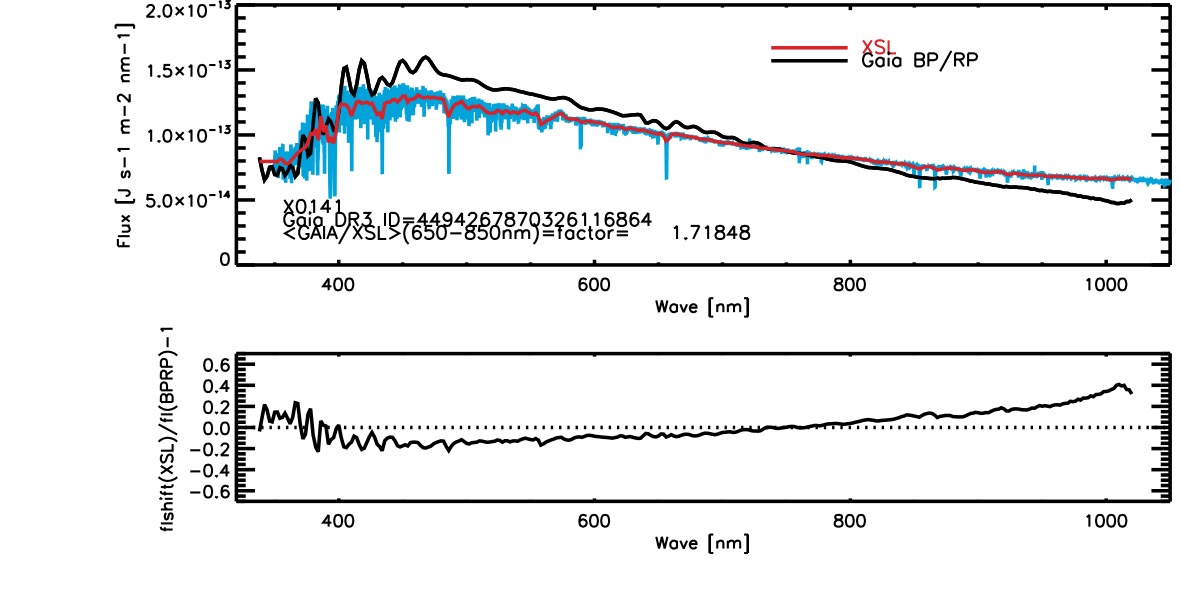 2.0×10−13
1.5×10−13
1.0×10−13
5.0×10−14
0
Flux [J s−1 m−2 nm−1]
XSL
Gaia BP/RP
X0141
Gaia DR3 ID=4494267870326116864
<GAIA/XSL>(650−850nm)=factor= 1.71848
400 600 800 1000
Wave [nm]
flshift(XSL)/fl(BPRP)−1
0.6
0.4
0.2
0.0
−0.2
−0.4
−0.6
400 600 800 1000
Wave [nm]